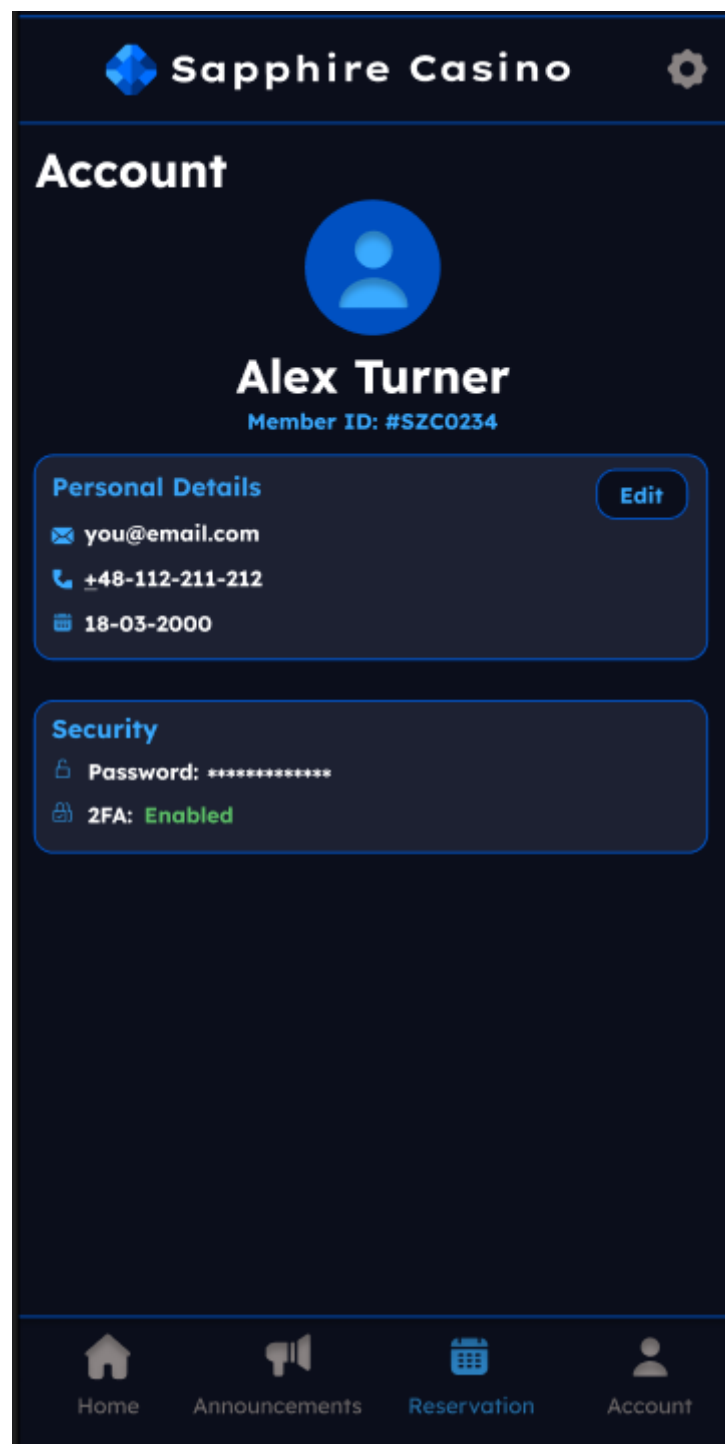 Sapphire Casino
Account
Alex Turner
Member ID: #SZC0234
Personal Details
Edit
you@email.com
+48-112-211-212
18-03-2000
Security
Password: *************
2FA: Enabled
Home Announcements Reservation Account